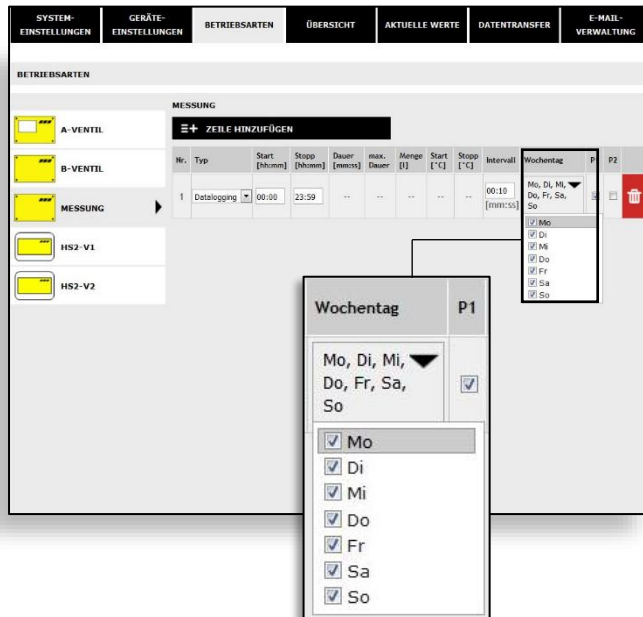 SYSTEM-
EINSTELLUNGEN
GERÄTE-
EINSTELLUNGEN
BETRIEBSARTEN
ÜBERSICHT
AKTUELLE WERTE
DATENTRANSFER
E-MAIL-
VERWALTUNG
BETRIEBSARTEN
A-VENTIL
B-VENTIL
MESSUNG
HS2-V1
HS2-V2
MESSUNG
ZEILE HINZUFÜGEN
Nr. Typ Start Stopp Dauer max. Menge Start Stopp Intervall Wochentag P1 P2
[hh:mm] [hh:mm] [mm:ss] Dauer [l] [°C] [°C]
1 Datalogging 00:00 23:59 -- -- -- -- -- 00:10
[mm:ss]
Mo, Di, Mi,
Do, Fr, Sa,
So
Mo
Di
Mi
Do
Fr
Sa
So
Wochentag P1
Mo, Di, Mi,
Do, Fr, Sa,
So
Mo
Di
Mi
Do
Fr
Sa
So